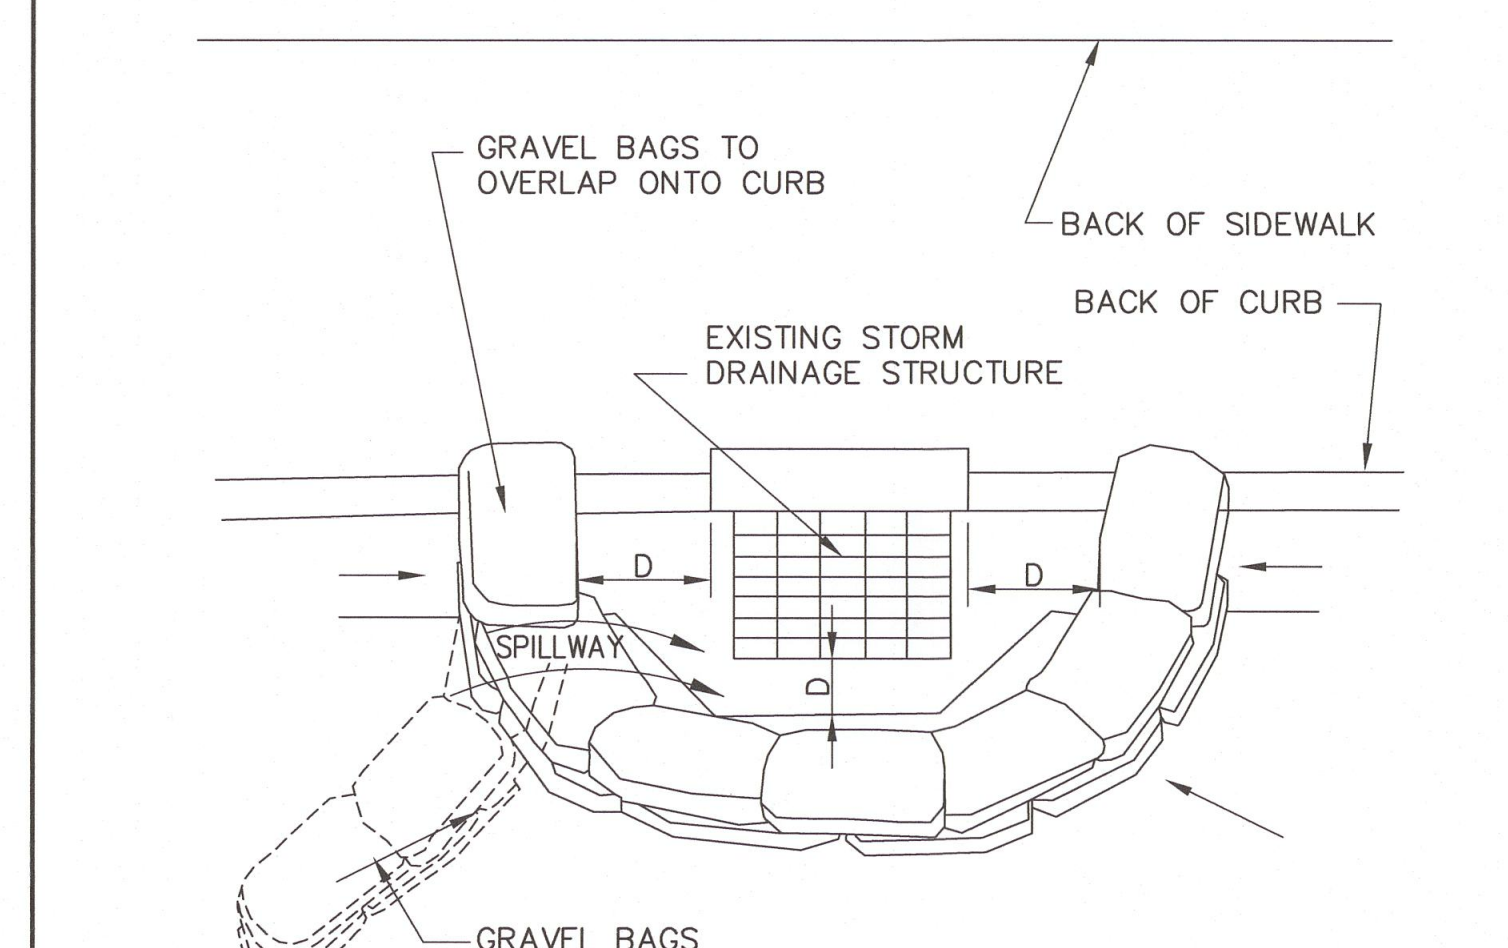 GRAVEL BAGS TO
OVERLAP ONTO CURB
BACK OF SIDEWALK
BACK OF CURB
EXISTING STORM
DRAINAGE STRUCTURE
D
D
SPILLWAY
D
GRAVEL BAGS